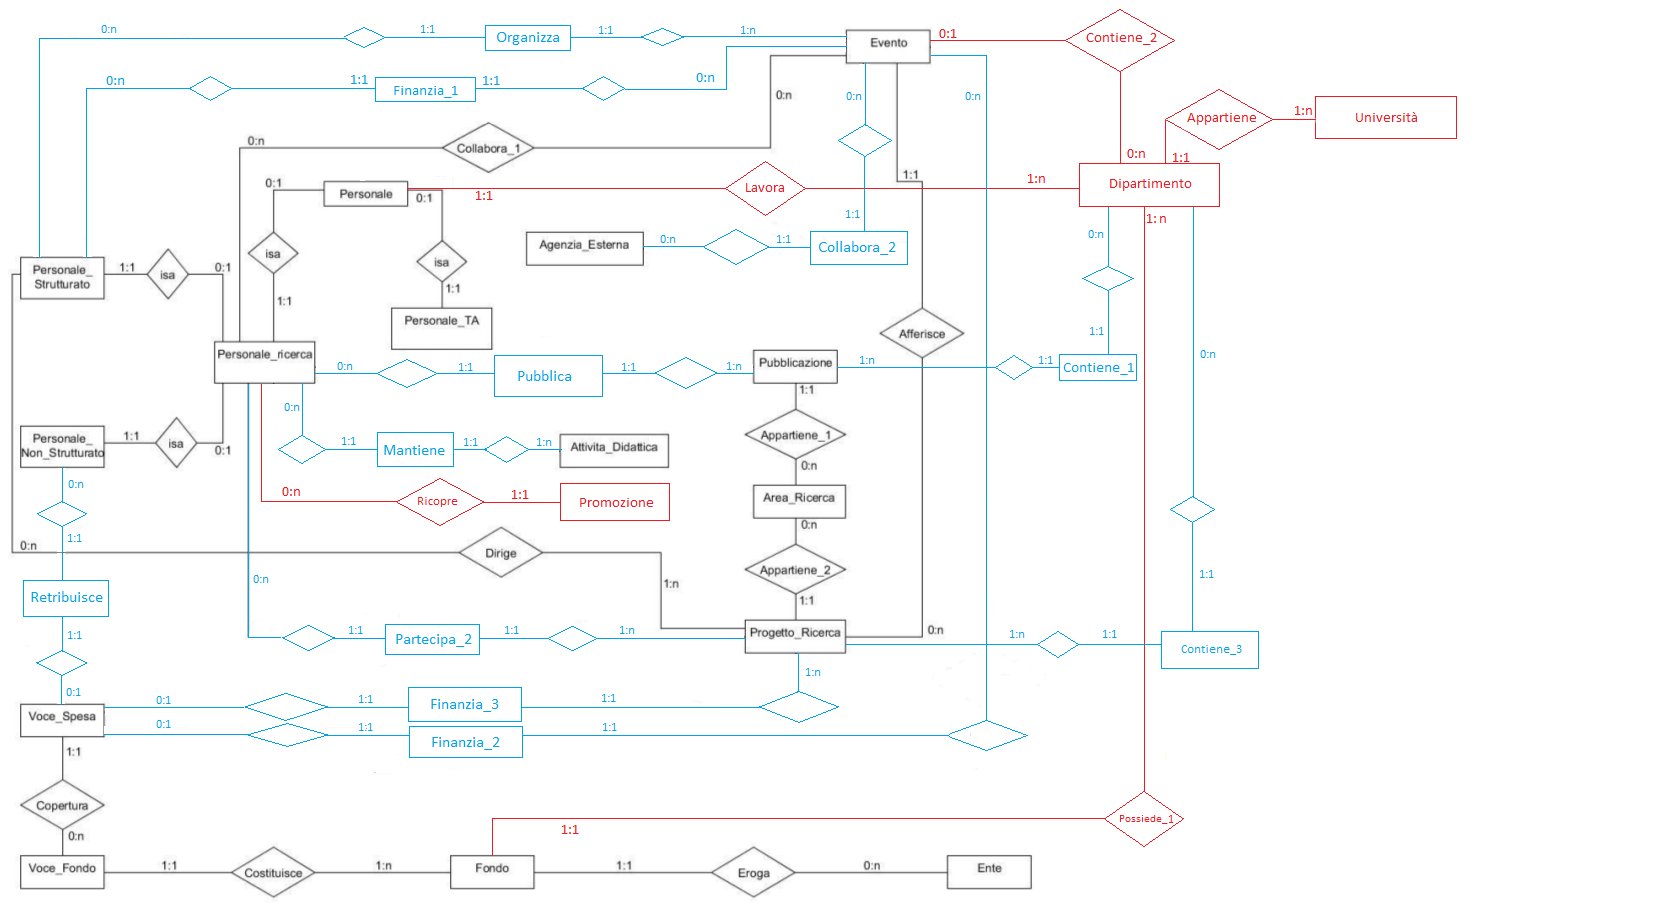 0:n
1:1
Organizza
1:1
1:n
Evento
0:1
Contiene_2
0:n
1:1
Finanzia_1
1:1
0:n
0:n
0:n
0:n
Appartiene
1:n
Università
0:n
Collabora_1
0:n
1:1
1:1
0:1
Personale
0:1
1:1
Lavora
1:n
Dipartimento
1:1
1:n
Agenzia_Esterna
0:n
1:1
Collabora_2
0:n
isa
isa
Personale_
Strutturato
1:1
isa
0:1
1:1
1:1
Personale_TA
Afferisce
1:1
Personale_ricerca
0:n
1:1
Pubblica
1:1
1:n
Pubblicazione
1:n
1:1
Contiene_1
0:n
1:1
0:n
Appartiene_1
Personale_
Non_Strutturato
1:1
isa
0:1
1:1
Mantiene
1:1
1:n
Attivita_Didattica
0:n
0:n
0:n
Ricopre
1:1
Promozione
Area_Ricerca
0:n
1:1
0:n
Dirige
1:n
Appartiene_2
0:n
1:1
1:1
Retribuisce
1:1
0:n
1:1
Partecipa_2
1:1
1:n
Progetto_Ricerca
0:n
1:n
1:1
Contiene_3
1:n
0:1
Voce_Spesa
0:1
1:1
Finanzia_3
1:1
0:1
1:1
Finanzia_2
1:1
1:1
Copertura
0:n
1:1
Possiede_1
Voce_Fondo
1:1
Costituisce
1:n
Fondo
1:1
Eroga
0:n
Ente